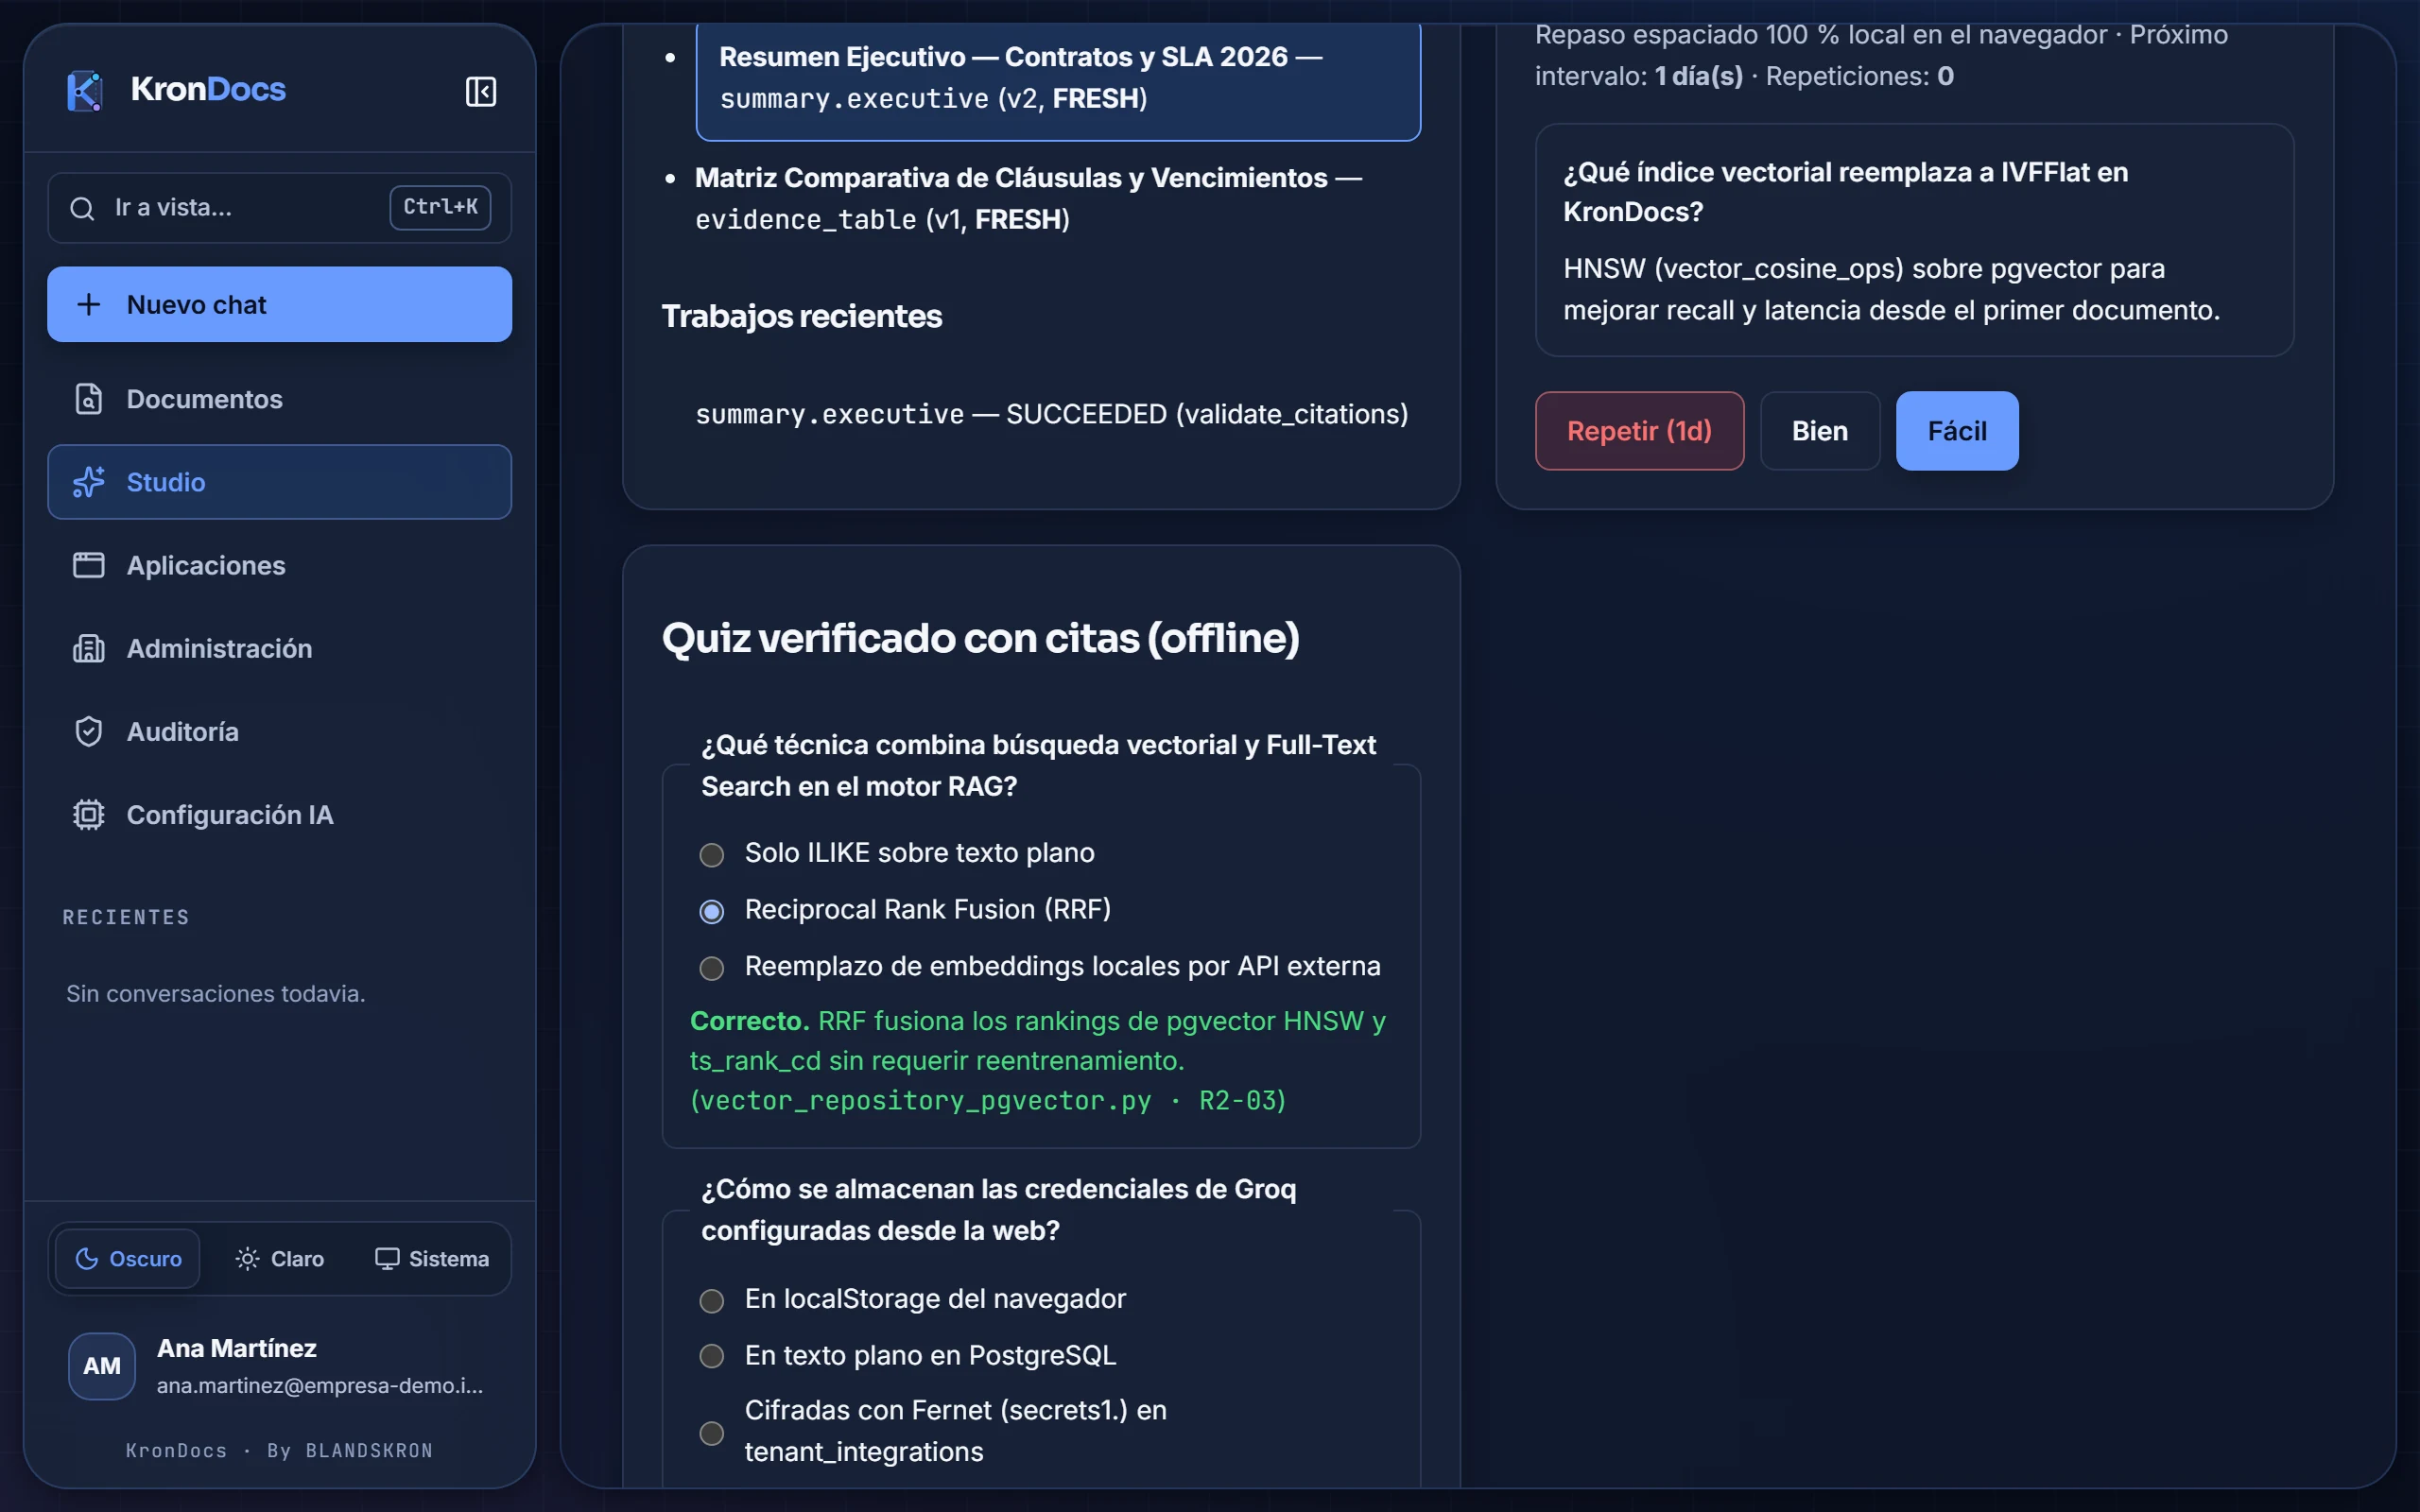 KronDocs
Ir a vista...
Ctrl+K
Nuevo chat
Documentos
Studio
Aplicaciones
Administración
Auditoría
Configuración IA
RECIENTES
Sin conversaciones todavia.
Oscuro
Claro
Sistema
AM
Ana Martínez
ana.martinez@empresa-demo.i...
KronDocs · By BLANDSKRON
Resumen Ejecutivo — Contratos y SLA 2026 —
summary.executive (v2, FRESH)
Matriz Comparativa de Cláusulas y Vencimientos —
evidence_table (v1, FRESH)
Trabajos recientes
summary.executive — SUCCEEDED (validate_citations)
Repaso espaciado 100 % local en el navegador · Próximo
intervalo: 1 día(s) · Repeticiones: 0
¿Qué índice vectorial reemplaza a IVFFlat en
KronDocs?
HNSW (vector_cosine_ops) sobre pgvector para
mejorar recall y latencia desde el primer documento.
Repetir (1d)
Bien
Fácil
Quiz verificado con citas (offline)
¿Qué técnica combina búsqueda vectorial y Full-Text
Search en el motor RAG?
Solo ILIKE sobre texto plano
Reciprocal Rank Fusion (RRF)
Reemplazo de embeddings locales por API externa
Correcto. RRF fusiona los rankings de pgvector HNSW y
ts_rank_cd sin requerir reentrenamiento.
(vector_repository_pgvector.py · R2-03)
¿Cómo se almacenan las credenciales de Groq
configuradas desde la web?
En localStorage del navegador
En texto plano en PostgreSQL
Cifradas con Fernet (secrets1.) en
tenant_integrations